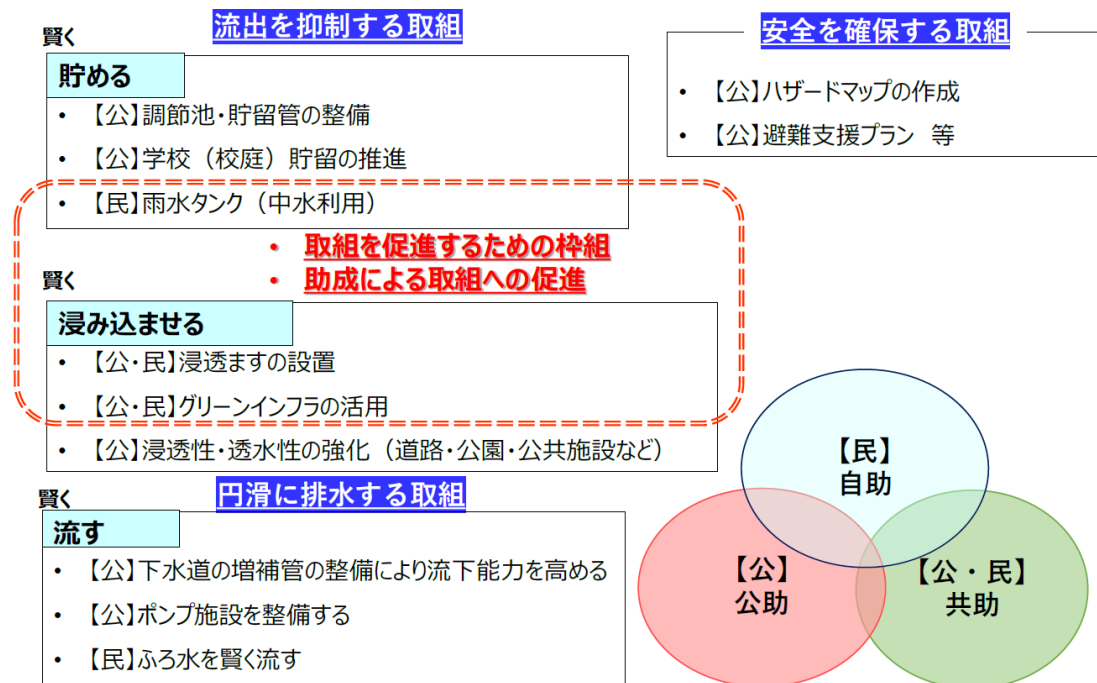 流出を抑制する取組
賢く
貯める
• 【公】調節池・貯留管の整備
• 【公】学校（校庭）貯留の推進
• 【民】雨水タンク（中水利用）
• 取組を促進するための枠組
• 助成による取組への促進
賢く
浸み込ませる
• 【公・民】浸透ますの設置
• 【公・民】グリーンインフラの活用
• 【公】浸透性・透水性の強化（道路・公園・公共施設など）
円滑に排水する取組
賢く
流す
• 【公】下水道の増補管の整備により流下能力を高める
• 【公】ポンプ施設を整備する
• 【民】ふろ水を賢く流す
安全を確保する取組
• 【公】ハザードマップの作成
• 【公】避難支援プラン 等
【民】
自助
【公】
公助
【公・民】
共助